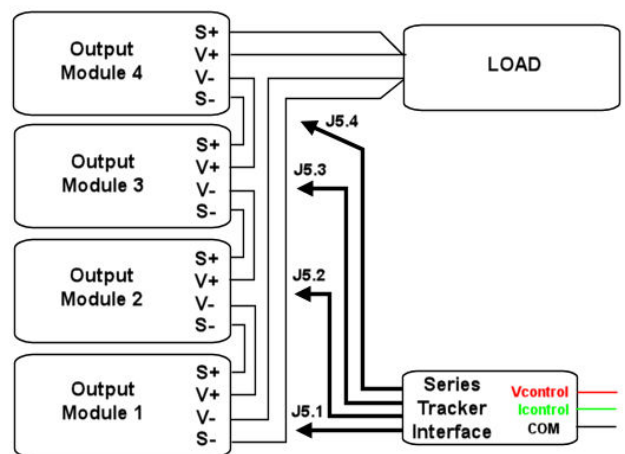 Output
Module 4
S+
V+
V-
S-
LOAD
J5.4
Output
Module 3
S+
V+
V-
S-
J5.3
Output
Module 2
S+
V+
V-
S-
J5.2
Output
Module 1
S+
V+
V-
S-
J5.1
Series
Tracker
Interface
Vcontrol
Icontrol
COM